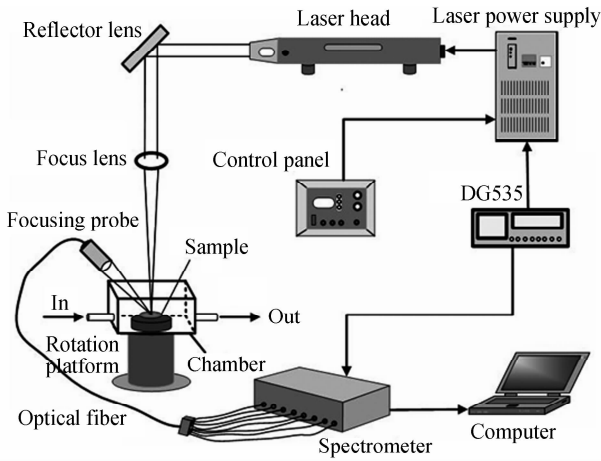 Reflector lens
Laser head
Laser power supply
Focus lens
Control panel
DG535
Focusing probe
Sample
In
Out
Rotation
platform
Chamber
Optical fiber
Spectrometer
Computer